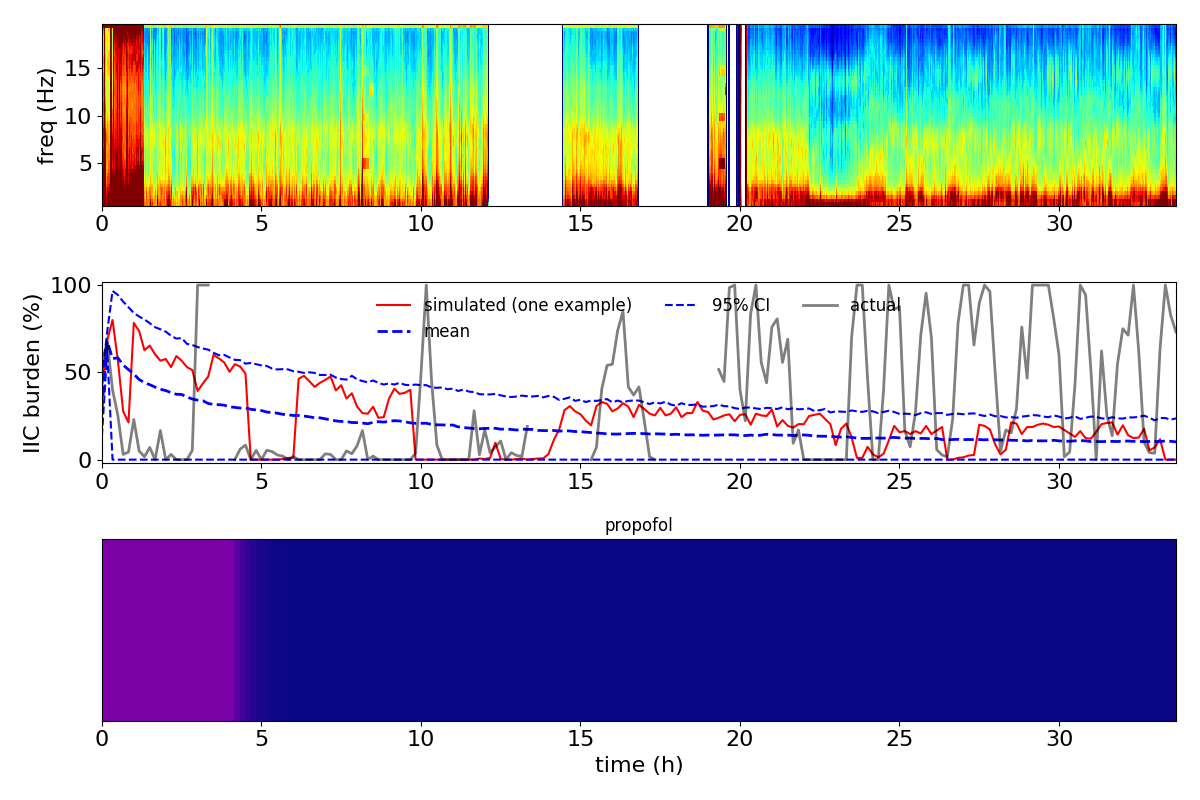 freq (Hz)
15
10
5
0 5 10 15 20 25 30
IIC burden (%)
100
50
0
simulated (one example) 95% CI actual
mean
0 5 10 15 20 25 30
propofol
0 5 10 15 20 25 30
time (h)